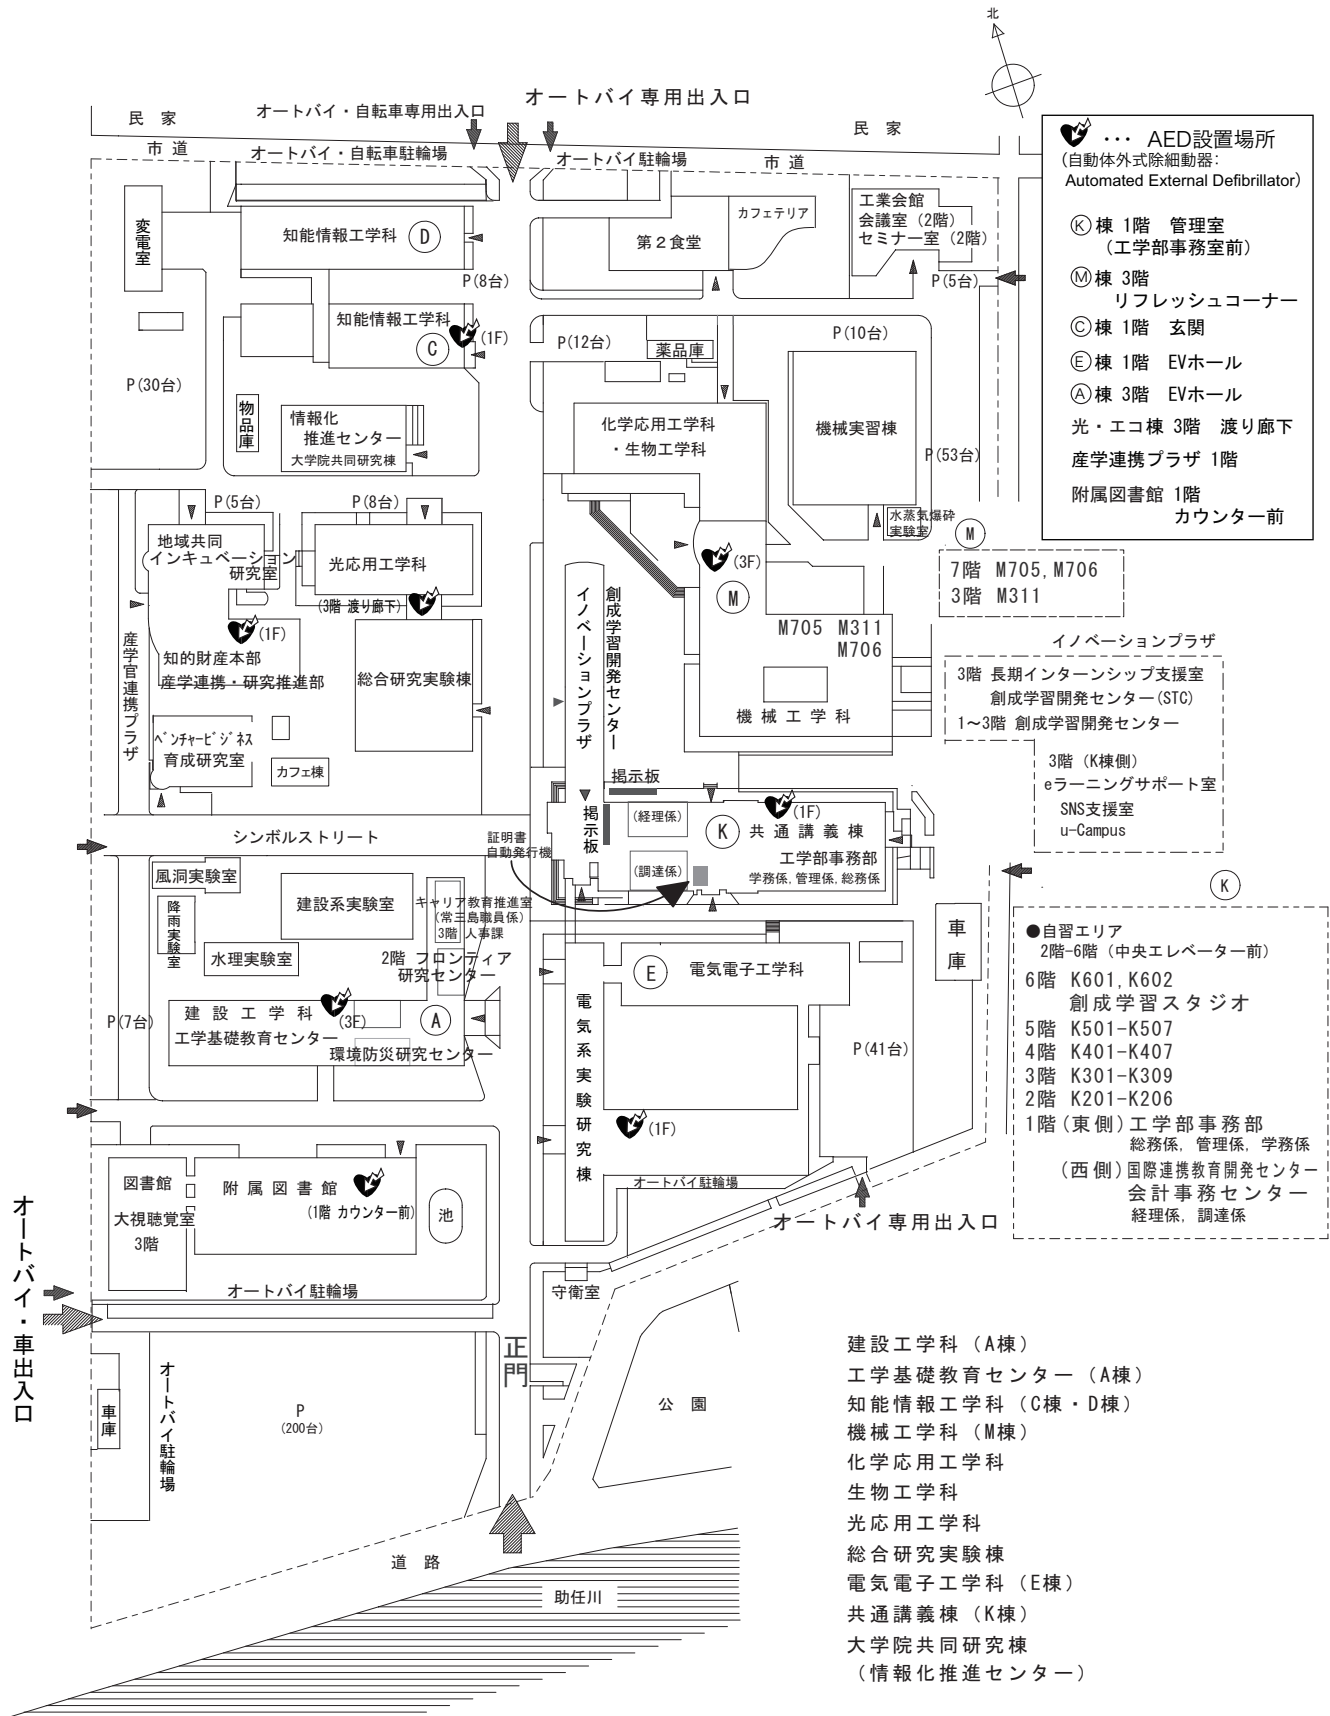 北
オートバイ専用出入口
オートバイ・自転車専用出入口
民 家
民 家
市 道
オートバイ・自転車駐輪場
オートバイ駐輪場
市 道
… AED設置場所
(自動体外式除細動器:
Automated External Defibrillator)
Ⓚ棟 1階 管理室
(工学部事務室前)
Ⓜ棟 3階
リフレッシュコーナー
Ⓒ棟 1階 玄関
Ⓔ棟 1階 EVホール
Ⓐ棟 3階 EVホール
光・エコ棟 3階 渡り廊下
産学連携プラザ 1階
附属図書館 1階
カウンター前
変電室
知能情報工学科 Ⓓ
P(8台)
第2食堂
カフェテリア
工業会館
会議室(2階)
セミナー室(2階)
P(5台)
知能情報工学科
(1F)
Ⓒ
P(12台)
薬品庫
P(10台)
P(30台)
物品庫
情報化
推進センター
大学院共同研究棟
化学応用工学科
・生物工学科
機械実習棟
P(53台)
水蒸気爆砕
実験室
P(5台)
P(8台)
地域共同
インキュベーション
研究室
光応用工学科
(3階 渡り廊下)
(1F)
知的財産本部
産学連携・研究推進部
産学官連携プラザ
総合研究実験棟
ベンチャービジネス
育成研究室
カフェ棟
イノベーションプラザ
創成学習開発センター
(3F)
Ⓜ
M705 M311
M706
機械工学科
Ⓜ
7階 M705,M706
3階 M311
イノベーションプラザ
3階 長期インターンシップ支援室
創成学習開発センター(STC)
1～3階 創成学習開発センター
3階 (K棟側)
eラーニングサポート室
SNS支援室
u-Campus
掲示板
掲示板
(経理係)
(調達係)
(1F)
Ⓚ 共通講義棟
工学部事務部
学務係,管理係,総務係
シンボルストリート
証明書
自動発行機
風洞実験室
降雨実験室
建設系実験室
水理実験室
キャリア教育推進室
(常三島職員係)
3階 人事課
2階 フロンティア
研究センター
建設工学科
(3F)
Ⓐ
工学基礎教育センター
環境防災研究センター
P(7台)
Ⓔ 電気電子工学科
電気系実験研究棟
(1F)
P(41台)
車庫
Ⓚ
●自習エリア
2階-6階 (中央エレベーター前)
6階 K601,K602
創成学習スタジオ
5階 K501-K507
4階 K401-K407
3階 K301-K309
2階 K201-K206
1階(東側)工学部事務部
総務係,管理係,学務係
(西側)国際連携教育開発センター
会計事務センター
経理係,調達係
図書館
大視聴覚室
3階
附属図書館
(1階 カウンター前)
池
オートバイ駐輪場
オートバイ専用出入口
守衛室
オートバイ駐輪場
オートバイ・車出入口
正門
車庫
オートバイ駐輪場
P
(200台)
公園
道路
助任川
建設工学科(A棟)
工学基礎教育センター(A棟)
知能情報工学科(C棟・D棟)
機械工学科(M棟)
化学応用工学科
生物工学科
光応用工学科
総合研究実験棟
電気電子工学科(E棟)
共通講義棟(K棟)
大学院共同研究棟
(情報化推進センター)